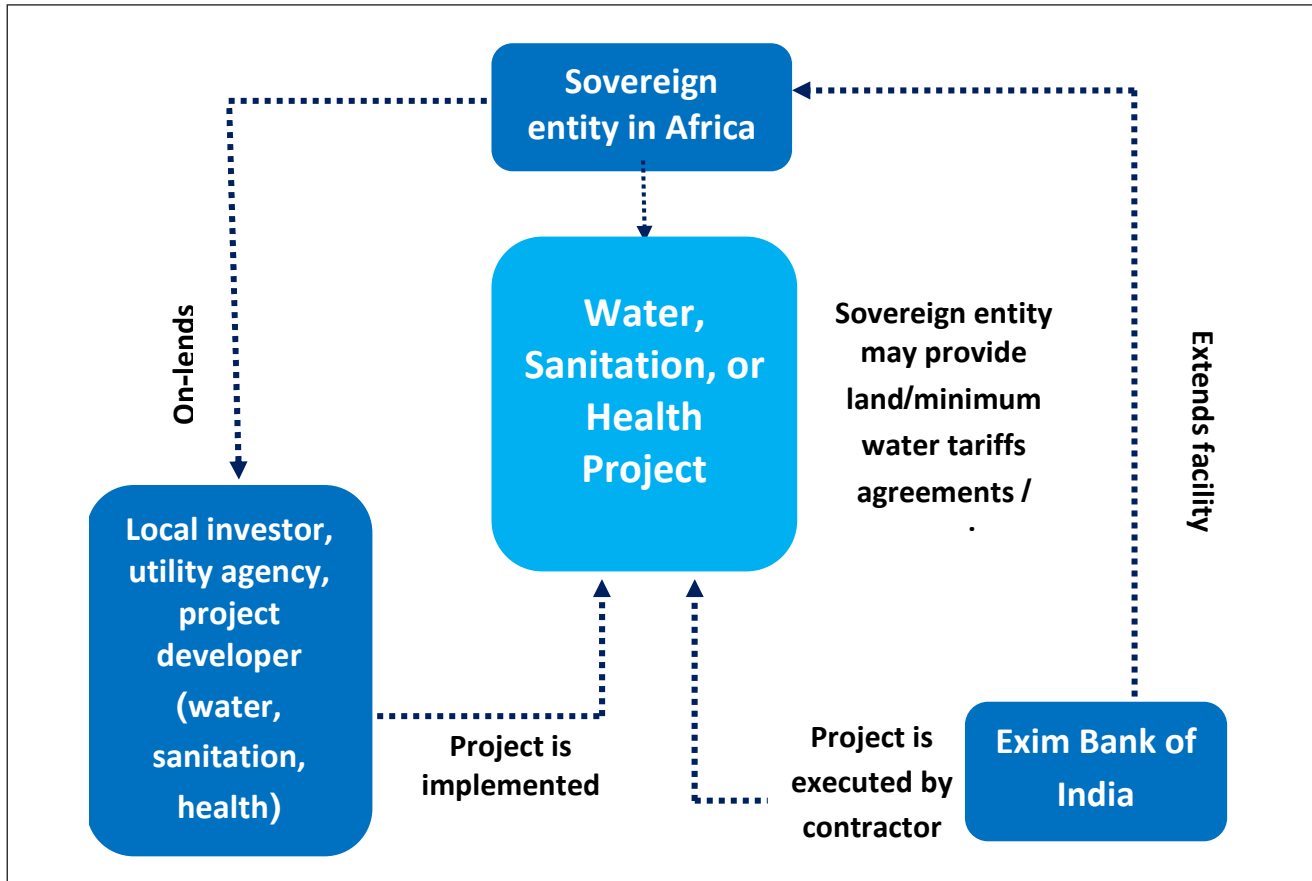 Sovereign
entity in Africa
On-lends
Water,
Sanitation, or
Health
Project
Sovereign entity
may provide
land/minimum
water tariffs
agreements /
Extends facility
Local investor,
utility agency,
project
developer
(water,
sanitation,
health)
Project is
implemented
Project is
executed by
contractor
Exim Bank of
India